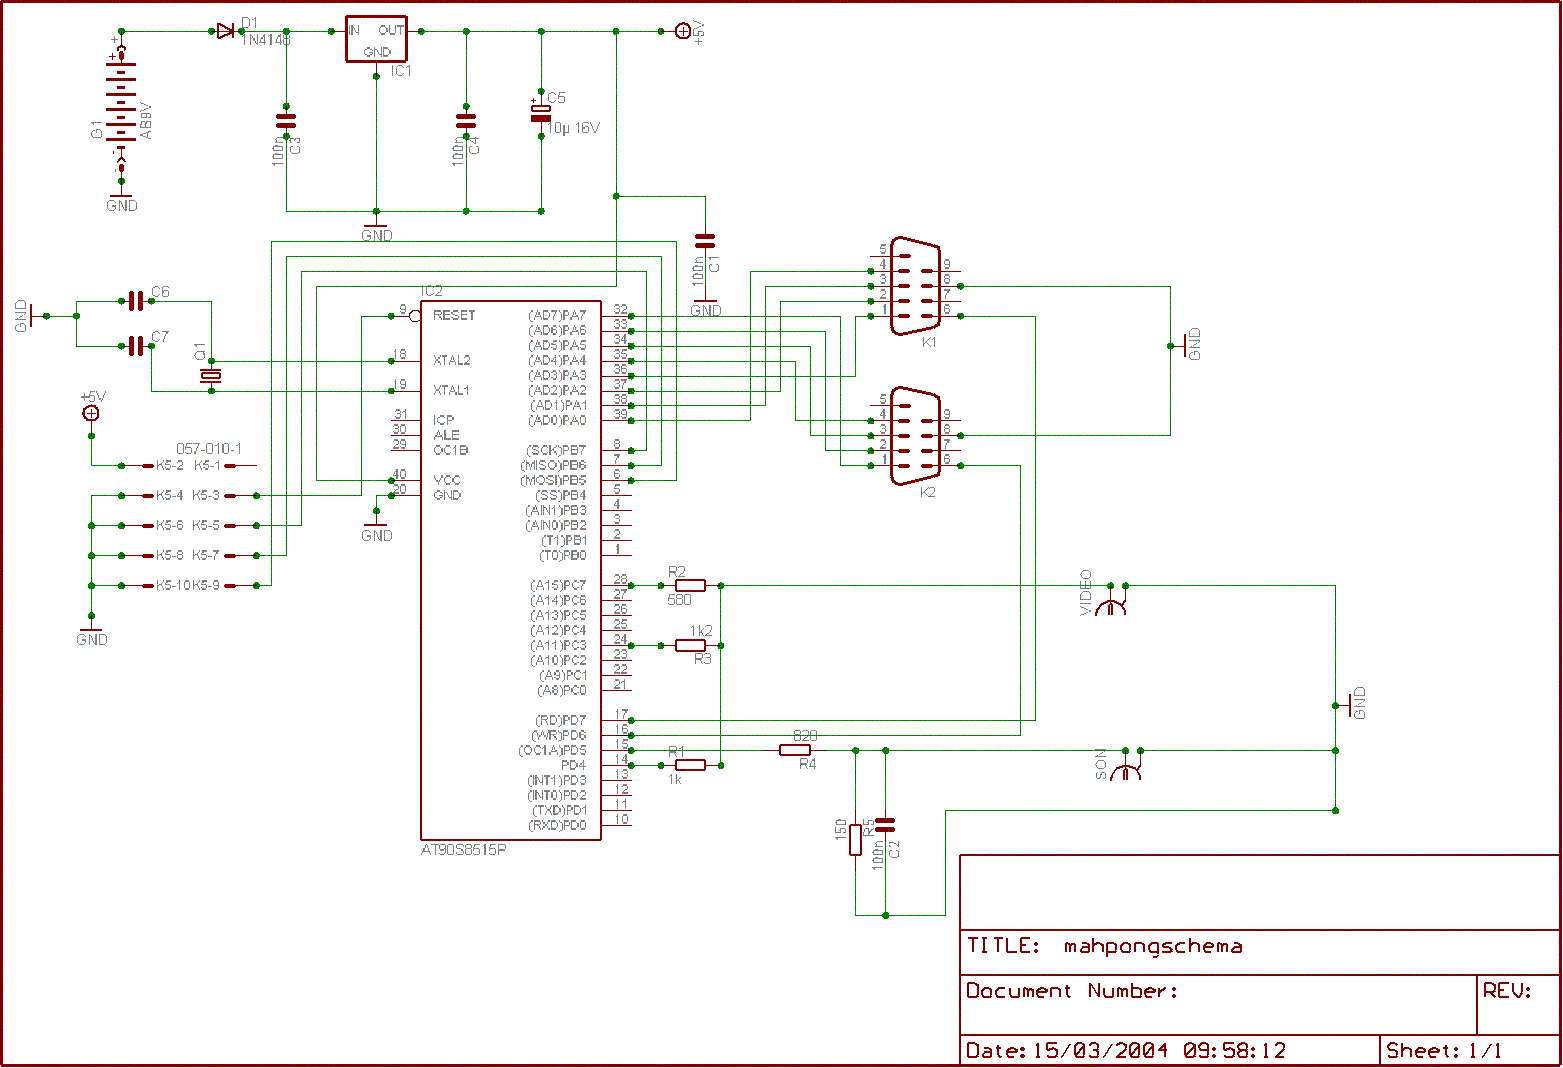 D1
1N4148
IN OUT
GND
IC1
+5V
+
+
G1
AB9V
-
-
GND
100n
C3
100n
C4
+
C5
10µ 16V
GND
100n
C1
GND
GND
C6
C7
Q1
+5V
057-010-1
K5-2 K5-1
K5-4 K5-3
K5-6 K5-5
K5-8 K5-7
K5-10 K5-9
GND
IC2
9 RESET
18 XTAL2
19 XTAL1
31 ICP
30 ALE
29 OC1B
40 VCC
20 GND
GND
(AD7)PA7 32
(AD6)PA6 33
(AD5)PA5 34
(AD4)PA4 35
(AD3)PA3 36
(AD2)PA2 37
(AD1)PA1 38
(AD0)PA0 39
(SCK)PB7 8
(MISO)PB6 7
(MOSI)PB5 6
(SS)PB4 5
(AIN1)PB3 4
(AIN0)PB2 3
(T1)PB1 2
(T0)PB0 1
(A15)PC7 28
(A14)PC6 27
(A13)PC5 26
(A12)PC4 25
(A11)PC3 24
(A10)PC2 23
(A9)PC1 22
(A8)PC0 21
(RD)PD7 17
(WR)PD6 16
(OC1A)PD5 15
PD4 14
(INT1)PD3 13
(INT0)PD2 12
(TXD)PD1 11
(RXD)PD0 10
AT90S8515P
5
4 9
3 8
2 7
1 6
K1
GND
5
4 9
3 8
2 7
1 6
K2
R2
580
1k2
R3
R1
1k
820
R4
150
R5
100n
C2
VIDEO
SON
GND
TITLE: mahpongschema
Document Number:
REV:
Date: 15/03/2004 09:58:12
Sheet: 1/1